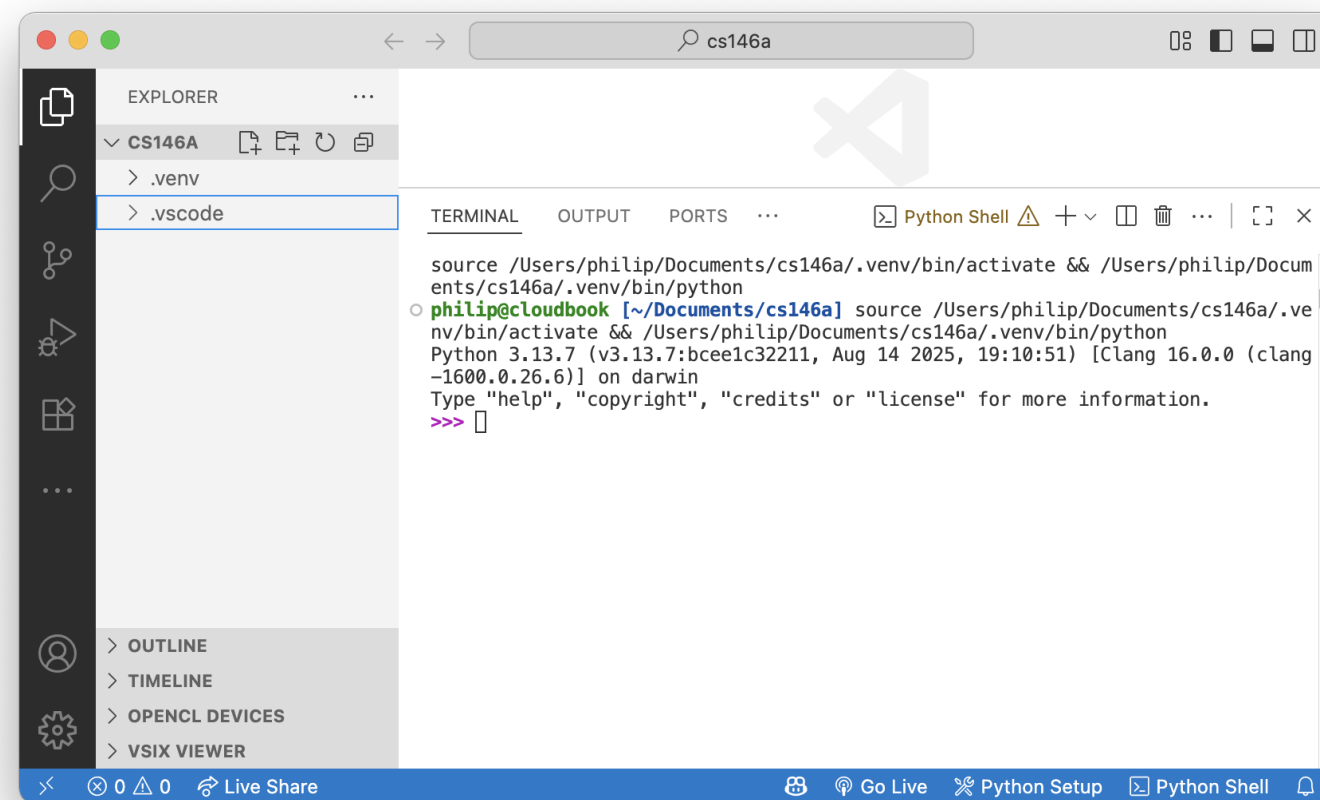 cs146a
EXPLORER
CS146A
.venv
.vscode
OUTLINE
TIMELINE
OPENCL DEVICES
VSIX VIEWER
TERMINAL OUTPUT PORTS Python Shell
source /Users/philip/Documents/cs146a/.venv/bin/activate && /Users/philip/Docum
ents/cs146a/.venv/bin/python
philip@cloudbook [~/Documents/cs146a] source /Users/philip/Documents/cs146a/.ve
nv/bin/activate && /Users/philip/Documents/cs146a/.venv/bin/python
Python 3.13.7 (v3.13.7:bcee1c32211, Aug 14 2025, 19:10:51) [Clang 16.0.0 (clang
-1600.0.26.6)] on darwin
Type "help", "copyright", "credits" or "license" for more information.
>>>
0 0 Live Share Go Live Python Setup Python Shell